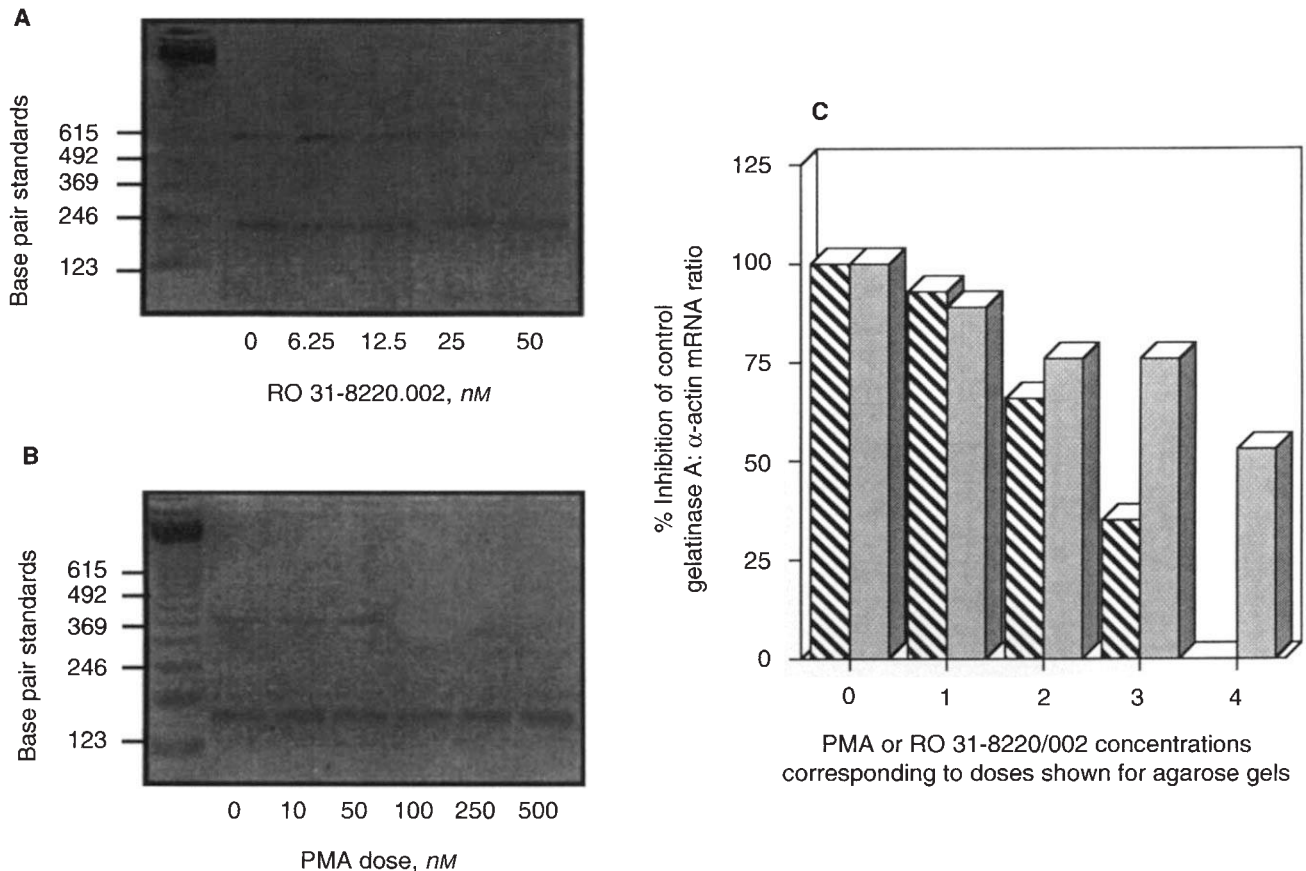 A
Base pair standards
615
492
369
246
123
0 6.25 12.5 25 50
RO 31-8220.002, nM
B
Base pair standards
615
492
369
246
123
0 10 50 100 250 500
PMA dose, nM
C
% Inhibition of control
gelatinase A: α-actin mRNA ratio
125
100
75
50
25
0
0 1 2 3 4
PMA or RO 31-8220/002 concentrations
corresponding to doses shown for agarose gels